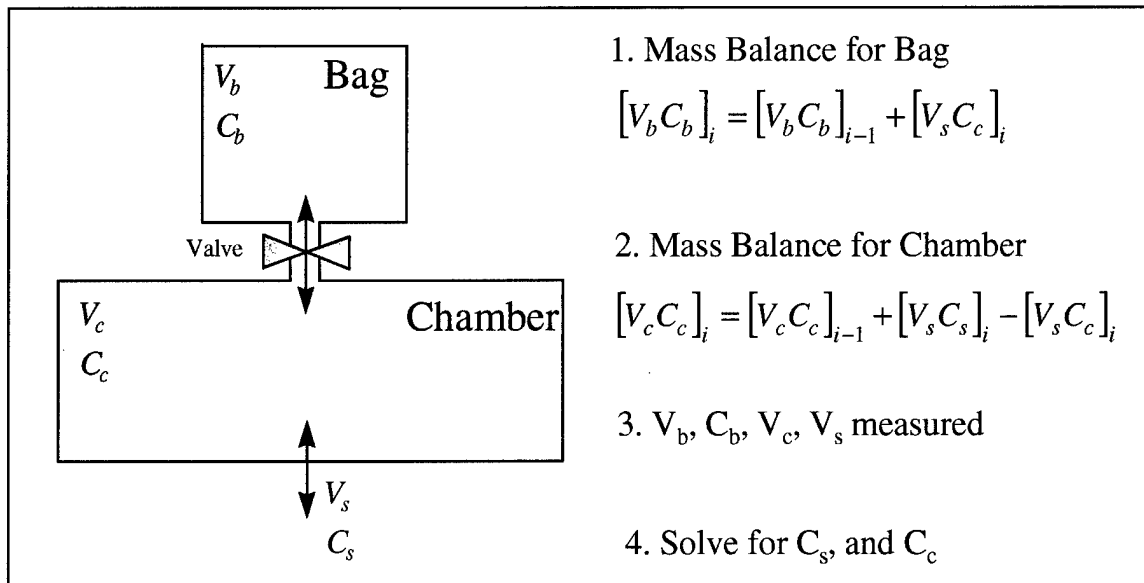 V_b
Bag
C_b
Valve
V_c
Chamber
C_c
V_s
C_s
1. Mass Balance for Bag
[V_b C_b]_i = [V_b C_b]_{i-1} + [V_s C_c]_i
2. Mass Balance for Chamber
[V_c C_c]_i = [V_c C_c]_{i-1} + [V_s C_s]_i - [V_s C_c]_i
3. V_b, C_b, V_c, V_s measured
4. Solve for C_s, and C_c